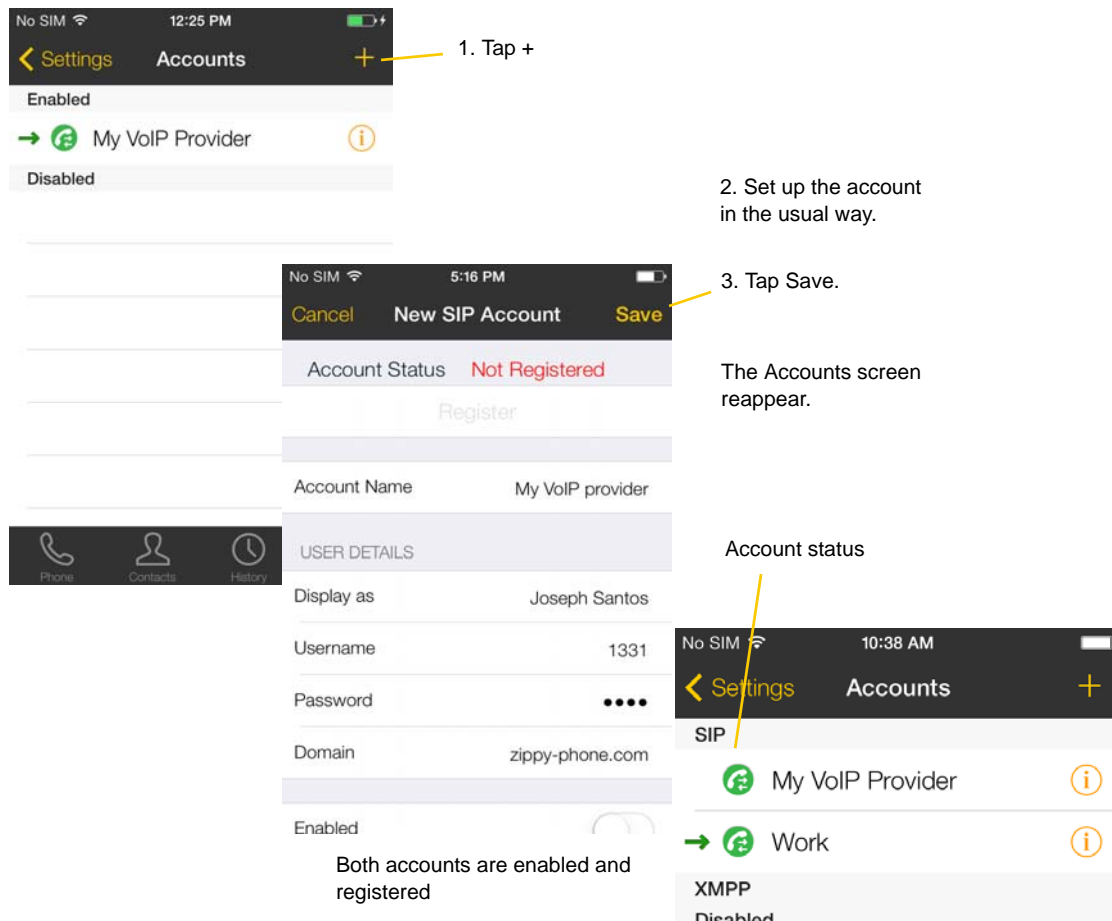 No SIM 12:25 PM
Settings Accounts +
Enabled
My VoIP Provider i
Disabled
Phone Contacts History
1. Tap +
2. Set up the account
in the usual way.
3. Tap Save.
The Accounts screen
reappear.
No SIM 5:16 PM
Cancel New SIP Account Save
Account Status Not Registered
Register
Account Name My VoIP provider
USER DETAILS
Display as Joseph Santos
Username 1331
Password ••••
Domain zippy-phone.com
Enabled
Both accounts are enabled and
registered
Account status
No SIM 10:38 AM
Settings Accounts +
SIP
My VoIP Provider i
Work i
XMPP
Disabled